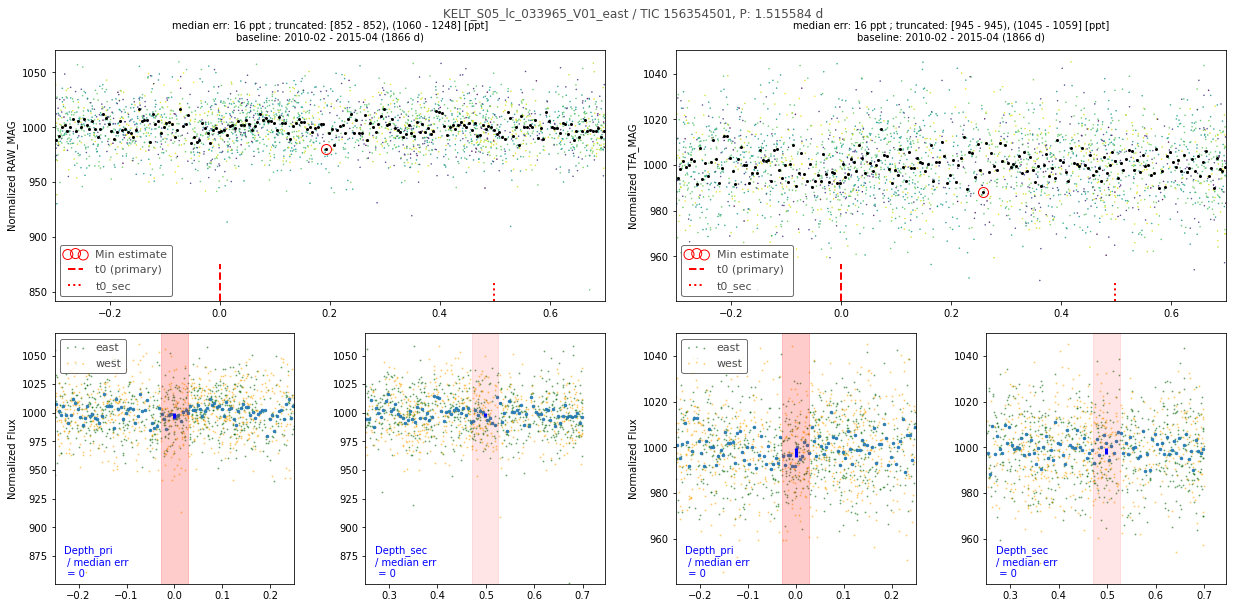 KELT_S05_lc_033965_V01_east / TIC 156354501, P: 1.515584 d
median err: 16 ppt ; truncated: [852 - 852), (1060 - 1248] [ppt]
baseline: 2010-02 - 2015-04 (1866 d)
Normalized RAW_MAG
1050
1000
950
900
850
Min estimate
t0 (primary)
t0_sec
−0.2
0.0
0.2
0.4
0.6
median err: 16 ppt ; truncated: [945 - 945), (1045 - 1059] [ppt]
baseline: 2010-02 - 2015-04 (1866 d)
Normalized TFA_MAG
1040
1020
1000
980
960
Min estimate
t0 (primary)
t0_sec
−0.2
0.0
0.2
0.4
0.6
Normalized Flux
1050
1025
1000
975
950
925
900
875
east
west
Depth_pri
/ median err
= 0
−0.2
−0.1
0.0
0.1
0.2
1050
1025
1000
975
950
925
900
875
Depth_sec
/ median err
= 0
0.3
0.4
0.5
0.6
0.7
Normalized Flux
1040
1020
1000
980
960
east
west
Depth_pri
/ median err
= 0
−0.2
−0.1
0.0
0.1
0.2
1040
1020
1000
980
960
Depth_sec
/ median err
= 0
0.3
0.4
0.5
0.6
0.7